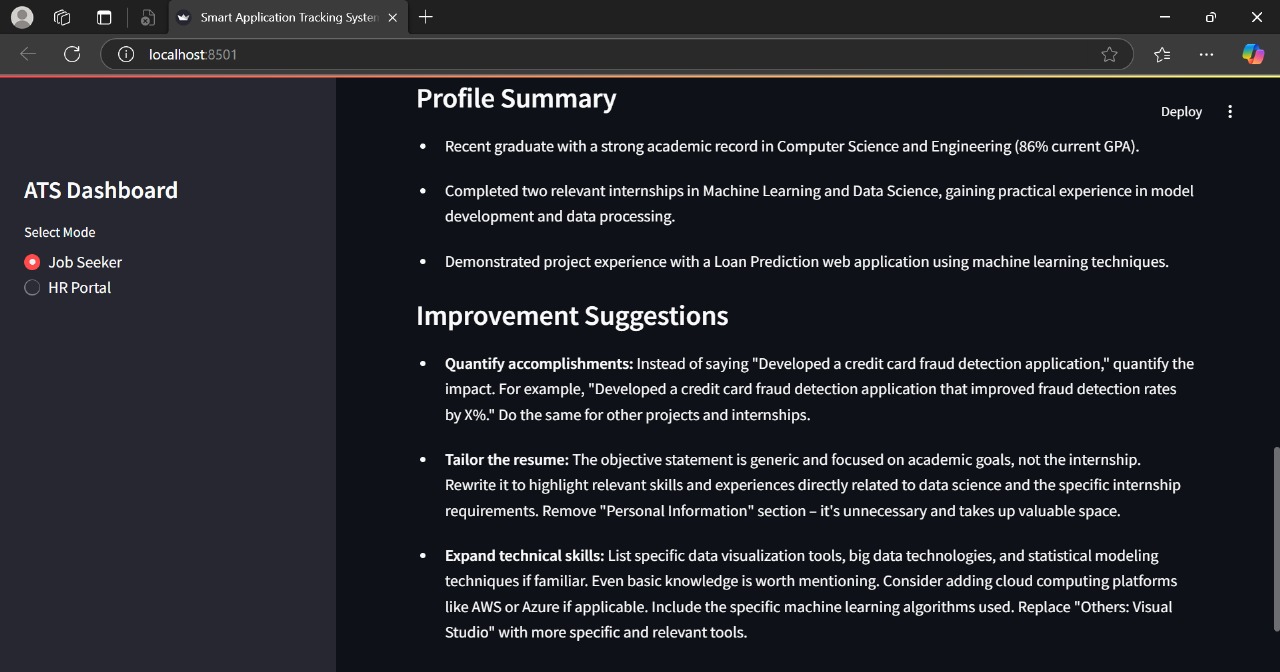 Smart Application Tracking System
localhost:8501
Deploy
ATS Dashboard
Select Mode
Job Seeker
HR Portal
Profile Summary
• Recent graduate with a strong academic record in Computer Science and Engineering (86% current GPA).
• Completed two relevant internships in Machine Learning and Data Science, gaining practical experience in model
development and data processing.
• Demonstrated project experience with a Loan Prediction web application using machine learning techniques.
Improvement Suggestions
• Quantify accomplishments: Instead of saying "Developed a credit card fraud detection application," quantify the
impact. For example, "Developed a credit card fraud detection application that improved fraud detection rates
by X%." Do the same for other projects and internships.
• Tailor the resume: The objective statement is generic and focused on academic goals, not the internship.
Rewrite it to highlight relevant skills and experiences directly related to data science and the specific internship
requirements. Remove "Personal Information" section – it's unnecessary and takes up valuable space.
• Expand technical skills: List specific data visualization tools, big data technologies, and statistical modeling
techniques if familiar. Even basic knowledge is worth mentioning. Consider adding cloud computing platforms
like AWS or Azure if applicable. Include the specific machine learning algorithms used. Replace "Others: Visual
Studio" with more specific and relevant tools.